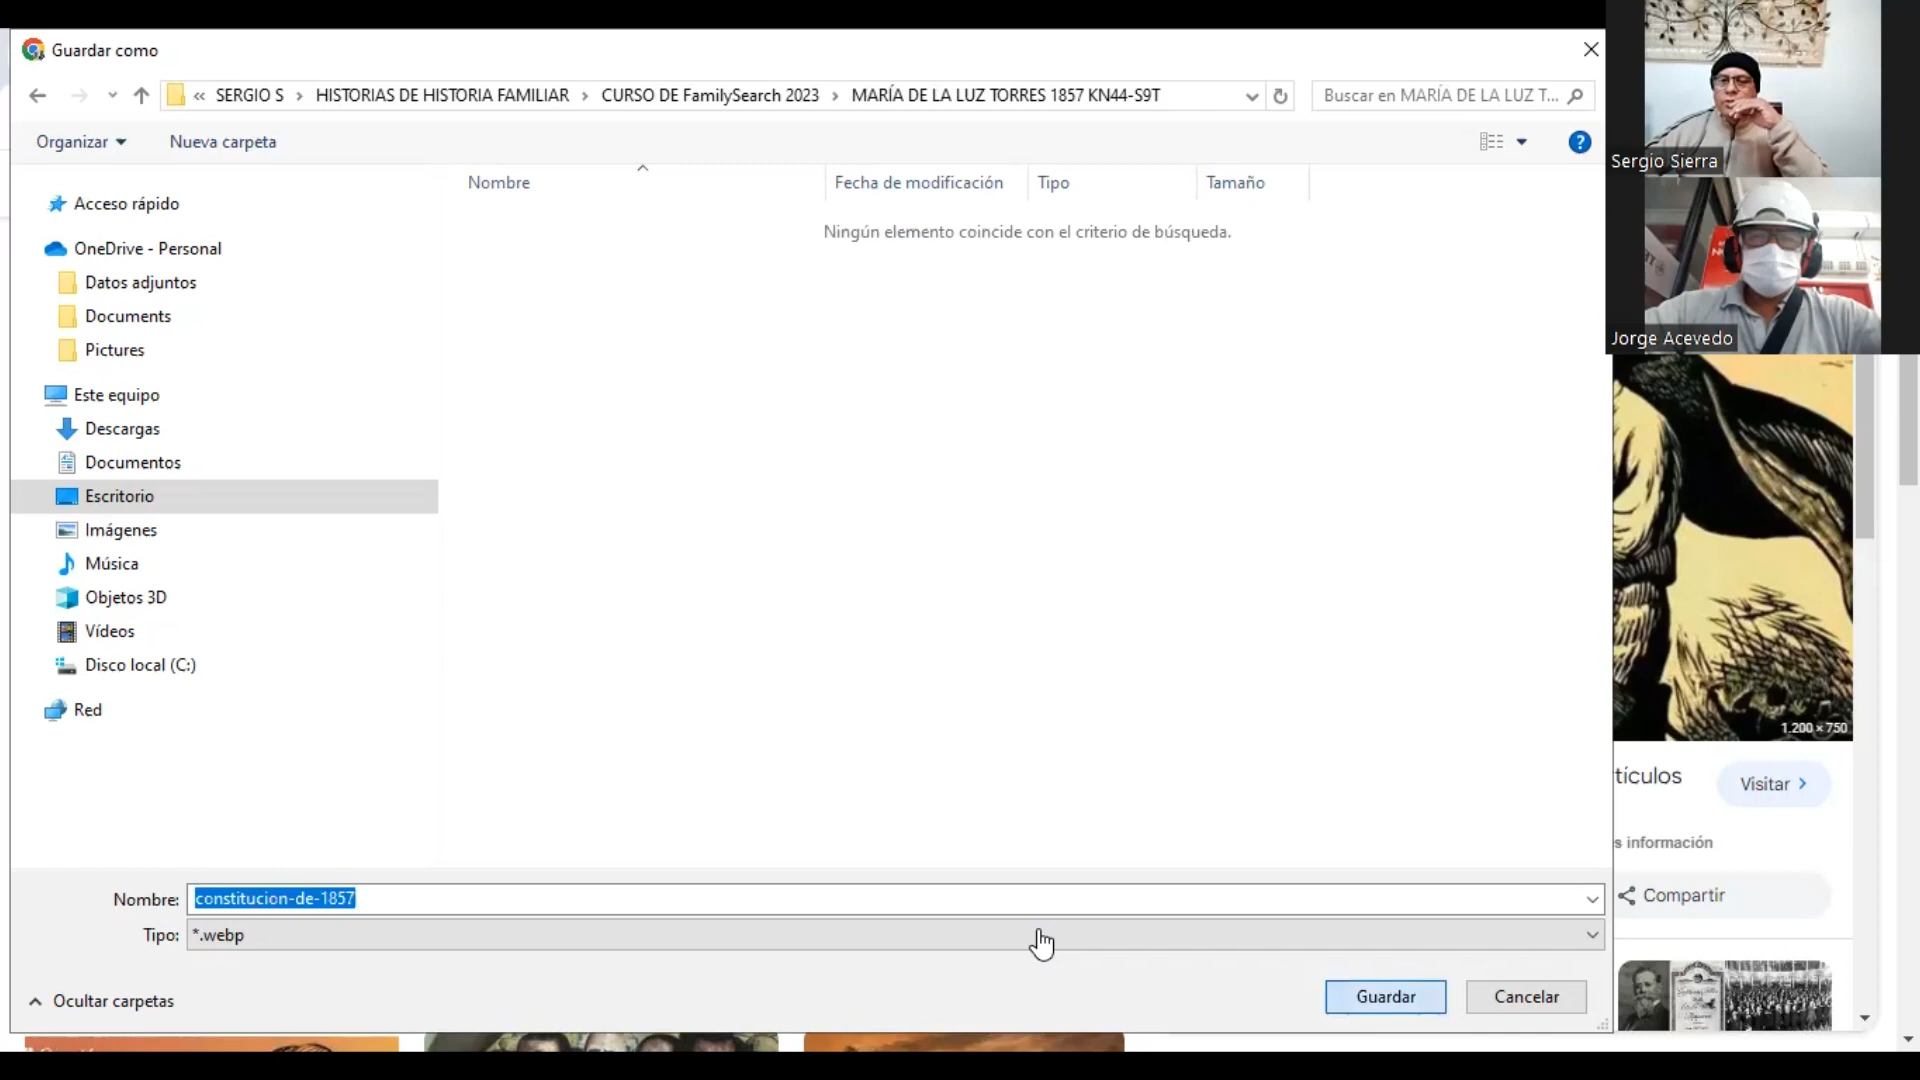 Guardar como
« SERGIO S > HISTORIAS DE HISTORIA FAMILIAR > CURSO DE FamilySearch 2023 > MARÍA DE LA LUZ TORRES 1857 KN44-S9T
Buscar en MARÍA DE LA LUZ T...
Organizar
Nueva carpeta
Nombre
Fecha de modificación
Tipo
Tamaño
Ningún elemento coincide con el criterio de búsqueda.
Acceso rápido
OneDrive - Personal
Datos adjuntos
Documents
Pictures
Este equipo
Descargas
Documentos
Escritorio
Imágenes
Música
Objetos 3D
Vídeos
Disco local (C:)
Red
Nombre: constitucion-de-1857
Tipo: *.webp
Ocultar carpetas
Guardar
Cancelar
Sergio Sierra
Jorge Acevedo
1.200 × 750
tículos
Visitar >
s información
Compartir